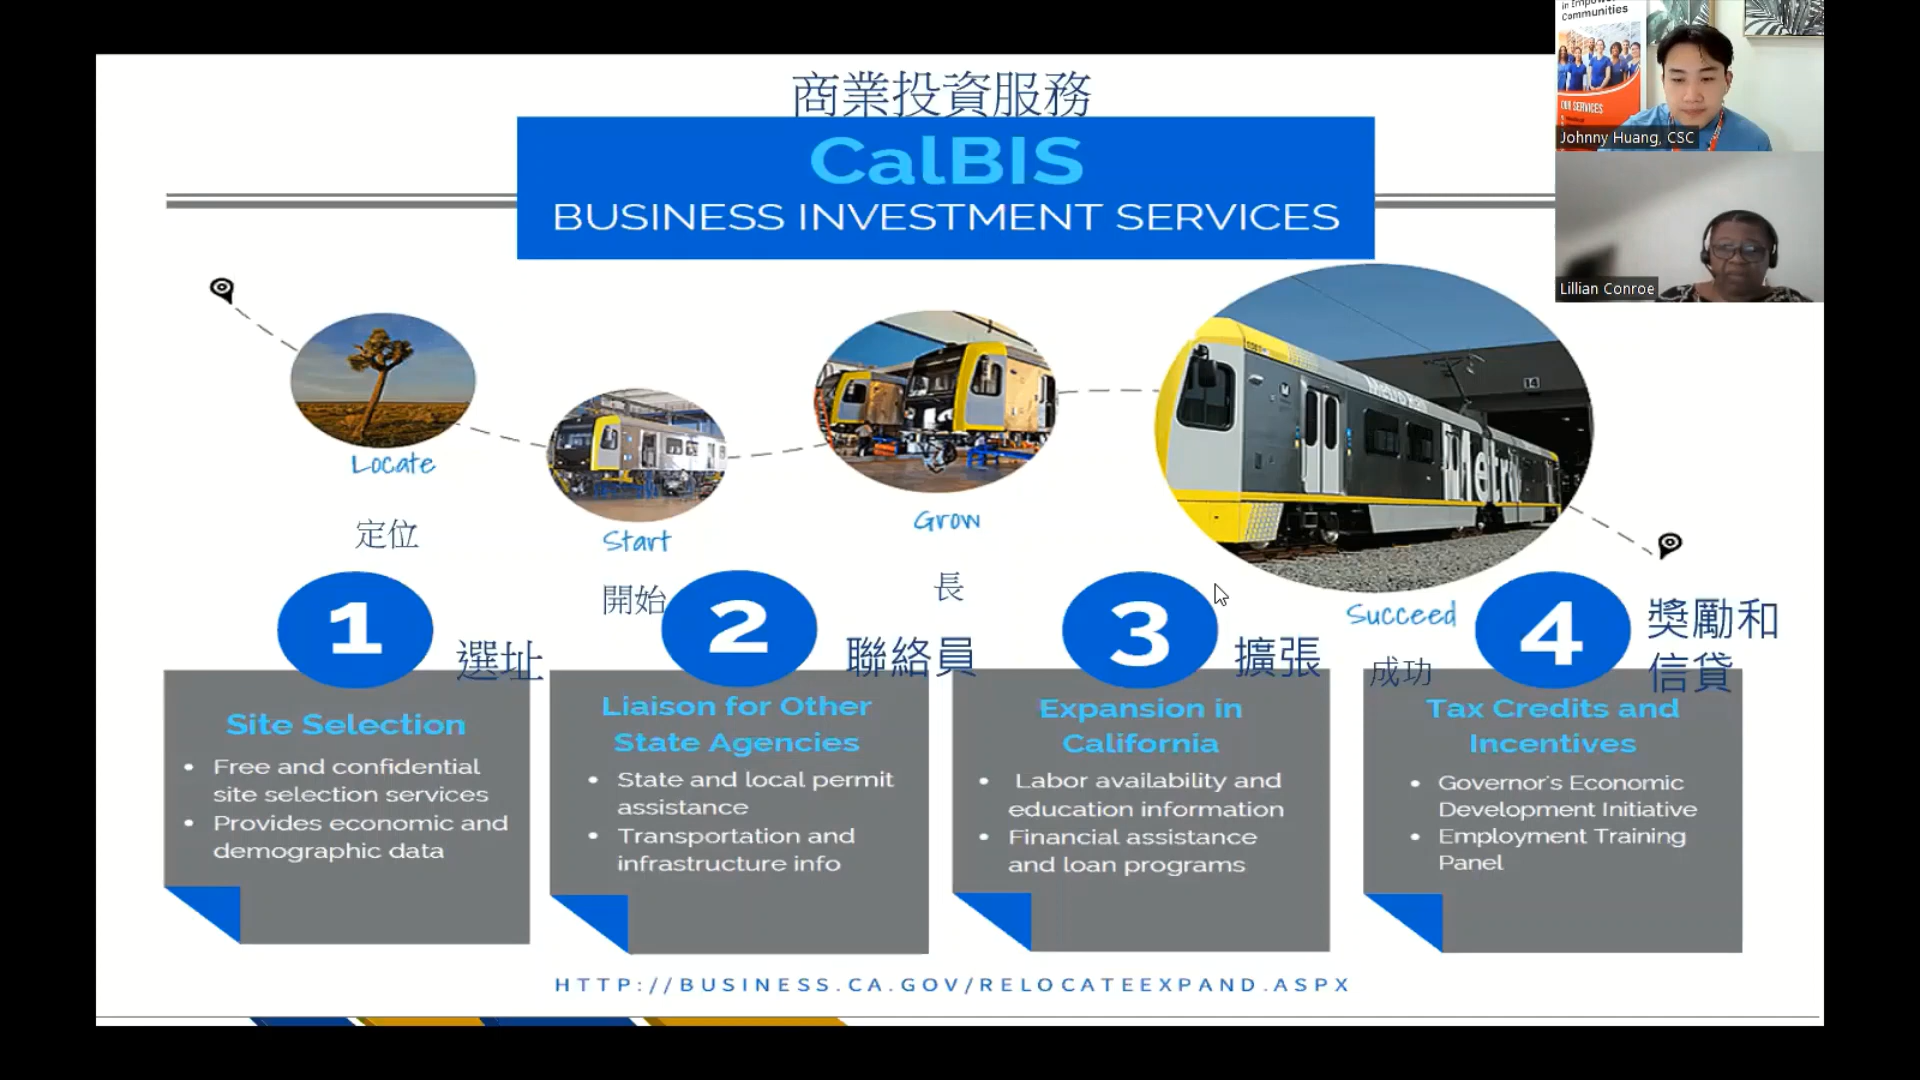 商業投資服務
CalBIS
BUSINESS INVESTMENT SERVICES
Communities
OUR SERVICES
Johnny Huang, CSC
Lillian Conroe
Locate
定位
Start
開始
Grow
長
14
Metro
Succeed
成功
1
選址
Site Selection
• Free and confidential
site selection services
• Provides economic and
demographic data
2
聯絡員
Liaison for Other
State Agencies
• State and local permit
assistance
• Transportation and
infrastructure info
3
擴張
Expansion in
California
• Labor availability and
education information
• Financial assistance
and loan programs
4
獎勵和
信貸
Tax Credits and
Incentives
• Governor's Economic
Development Initiative
• Employment Training
Panel
HTTP://BUSINESS.CA.GOV/RELOCATEEXPAND.ASPX